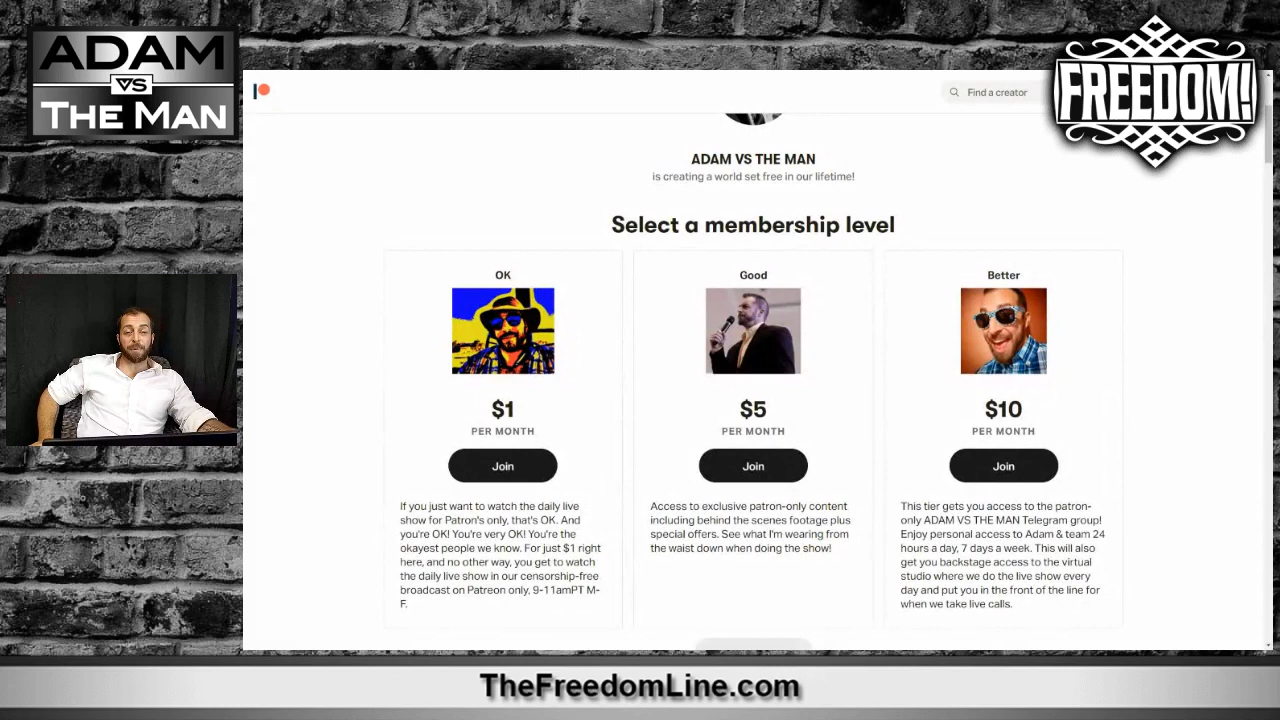 ADAM
VS
THE MAN
FREEDOM!
Find a creator
ADAM VS THE MAN
is creating a world set free in our lifetime!
Select a membership level
OK
$1
PER MONTH
Join
If you just want to watch the daily live
show for Patron's only, that's OK. And
you're OK! You're very OK! You're the
okayest people we know. For just $1 right
here, and no other way, you get to watch
the daily live show in our censorship-free
broadcast on Patreon only, 9-11amPT M-
F.
Good
$5
PER MONTH
Join
Access to exclusive patron-only content
including behind the scenes footage plus
special offers. See what I'm wearing from
the waist down when doing the show!
Better
$10
PER MONTH
Join
This tier gets you access to the patron-
only ADAM VS THE MAN Telegram group!
Enjoy personal access to Adam & team 24
hours a day, 7 days a week. This will also
get you backstage access to the virtual
studio where we do the live show every
day and put you in the front of the line for
when we take live calls.
TheFreedomLine.com